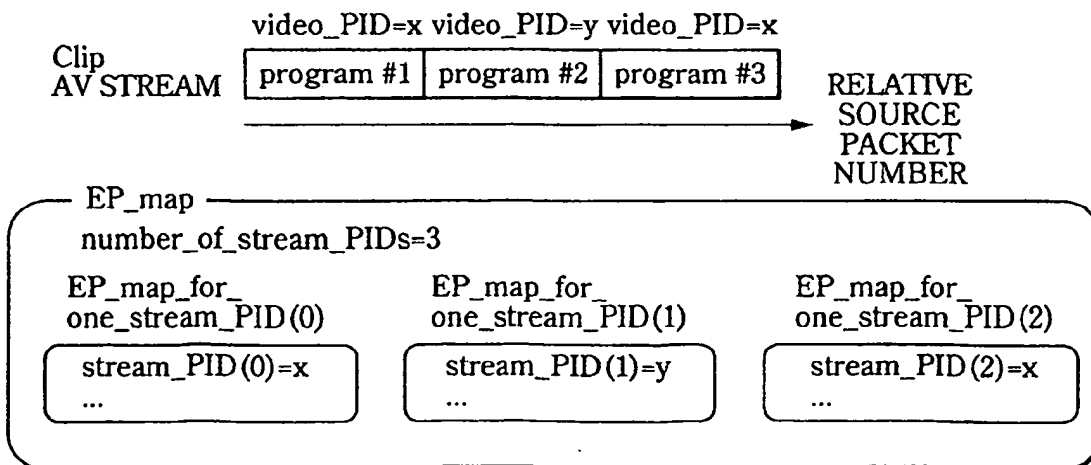 video_PID=x video_PID=y video_PID=x
Clip
AV STREAM
program #1 program #2 program #3
RELATIVE
SOURCE
PACKET
NUMBER
EP_map
number_of_stream_PIDs=3
EP_map_for_
one_stream_PID(0)
stream_PID(0)=x
...
EP_map_for_
one_stream_PID(1)
stream_PID(1)=y
...
EP_map_for_
one_stream_PID(2)
stream_PID(2)=x
...